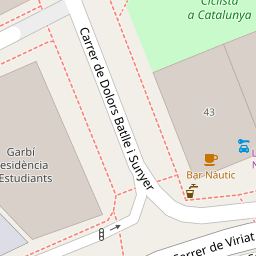 Ciclista
a Catalunya
Carrer de Dolors Batlle i Sunyer
43
Garbí
Residència
Estudiants
Bar Nàutic
Carrer de Viriat